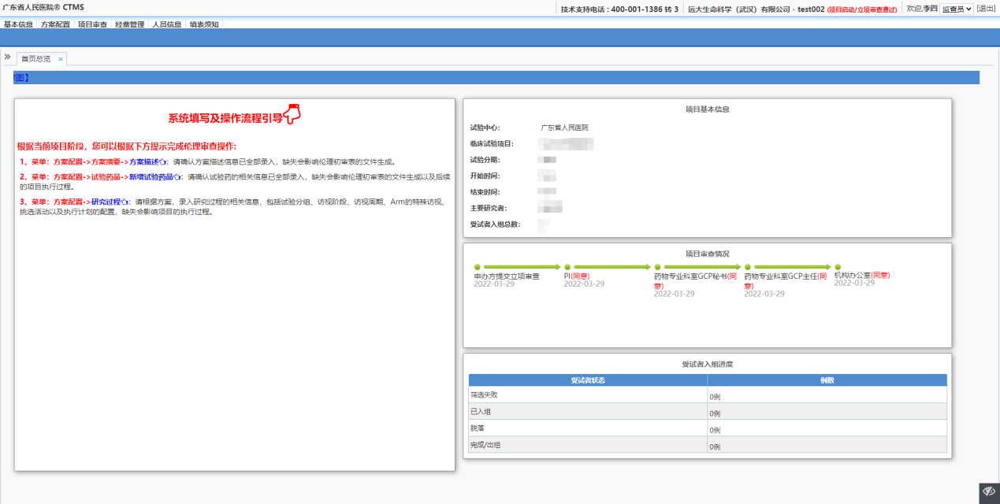 广东省人民医院® CTMS
技术支持电话：400-001-1386 转 3
远大生命科学（武汉）有限公司 - test002 (项目启动/立项审查通过)
欢迎,李四 监查员 [退出]
基本信息 方案配置 项目审查 经费管理 人员信息 填表须知
首页总览 ×
图】
系统填写及操作流程引导
根据当前项目阶段，您可以根据下方提示完成伦理审查操作:
1、菜单：方案配置->方案摘要->方案描述：请确认方案描述信息已全部录入，缺失会影响伦理初审表的文件生成。
2、菜单：方案配置->试验药品->新增试验药品：请确认试验药的相关信息已全部录入，缺失会影响伦理初审表的文件生成以及后续
的项目执行过程。
3、菜单：方案配置->研究过程：请根据方案，录入研究过程的相关信息，包括试验分组、访视阶段、访视周期、Arm的特殊访视、
挑选活动以及执行计划的配置，缺失会影响项目的执行过程。
项目基本信息
试验中心： 广东省人民医院
临床试验项目：
试验分期：
开始时间：
结束时间：
主要研究者：
受试者入组总数：
项目审查情况
申办方提交立项审查
2022-03-29
PI(同意)
2022-03-29
药物专业科室GCP秘书(同
意)
2022-03-29
药物专业科室GCP主任(同
意)
2022-03-29
机构办公室(同意)
2022-03-29
受试者入组进度
受试者状态 例数
筛选失败 0例
已入组 0例
脱落 0例
完成/出组 0例